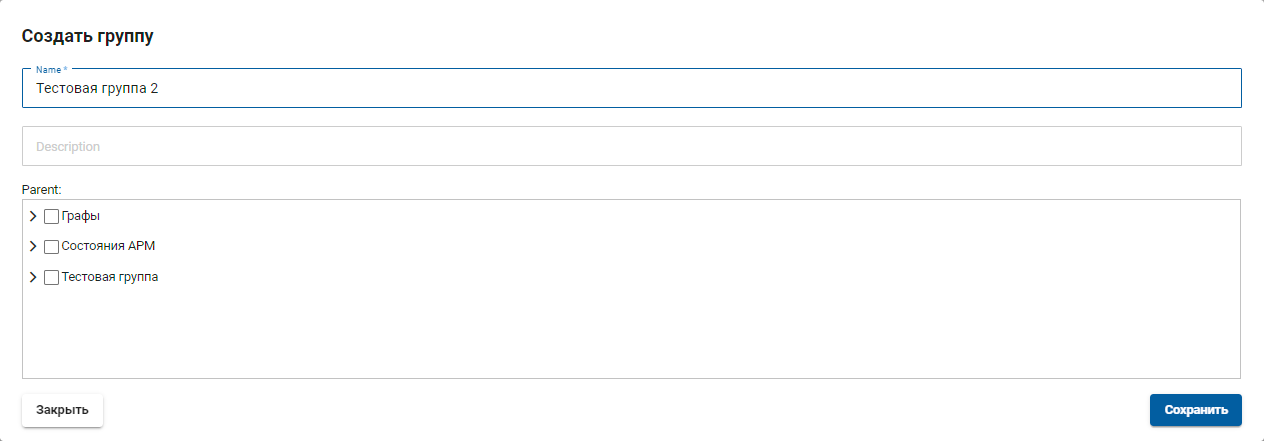 Создать группу
Name *
Тестовая группа 2
Description
Parent:
Графы
Состояния АРМ
Тестовая группа
Закрыть
Сохранить